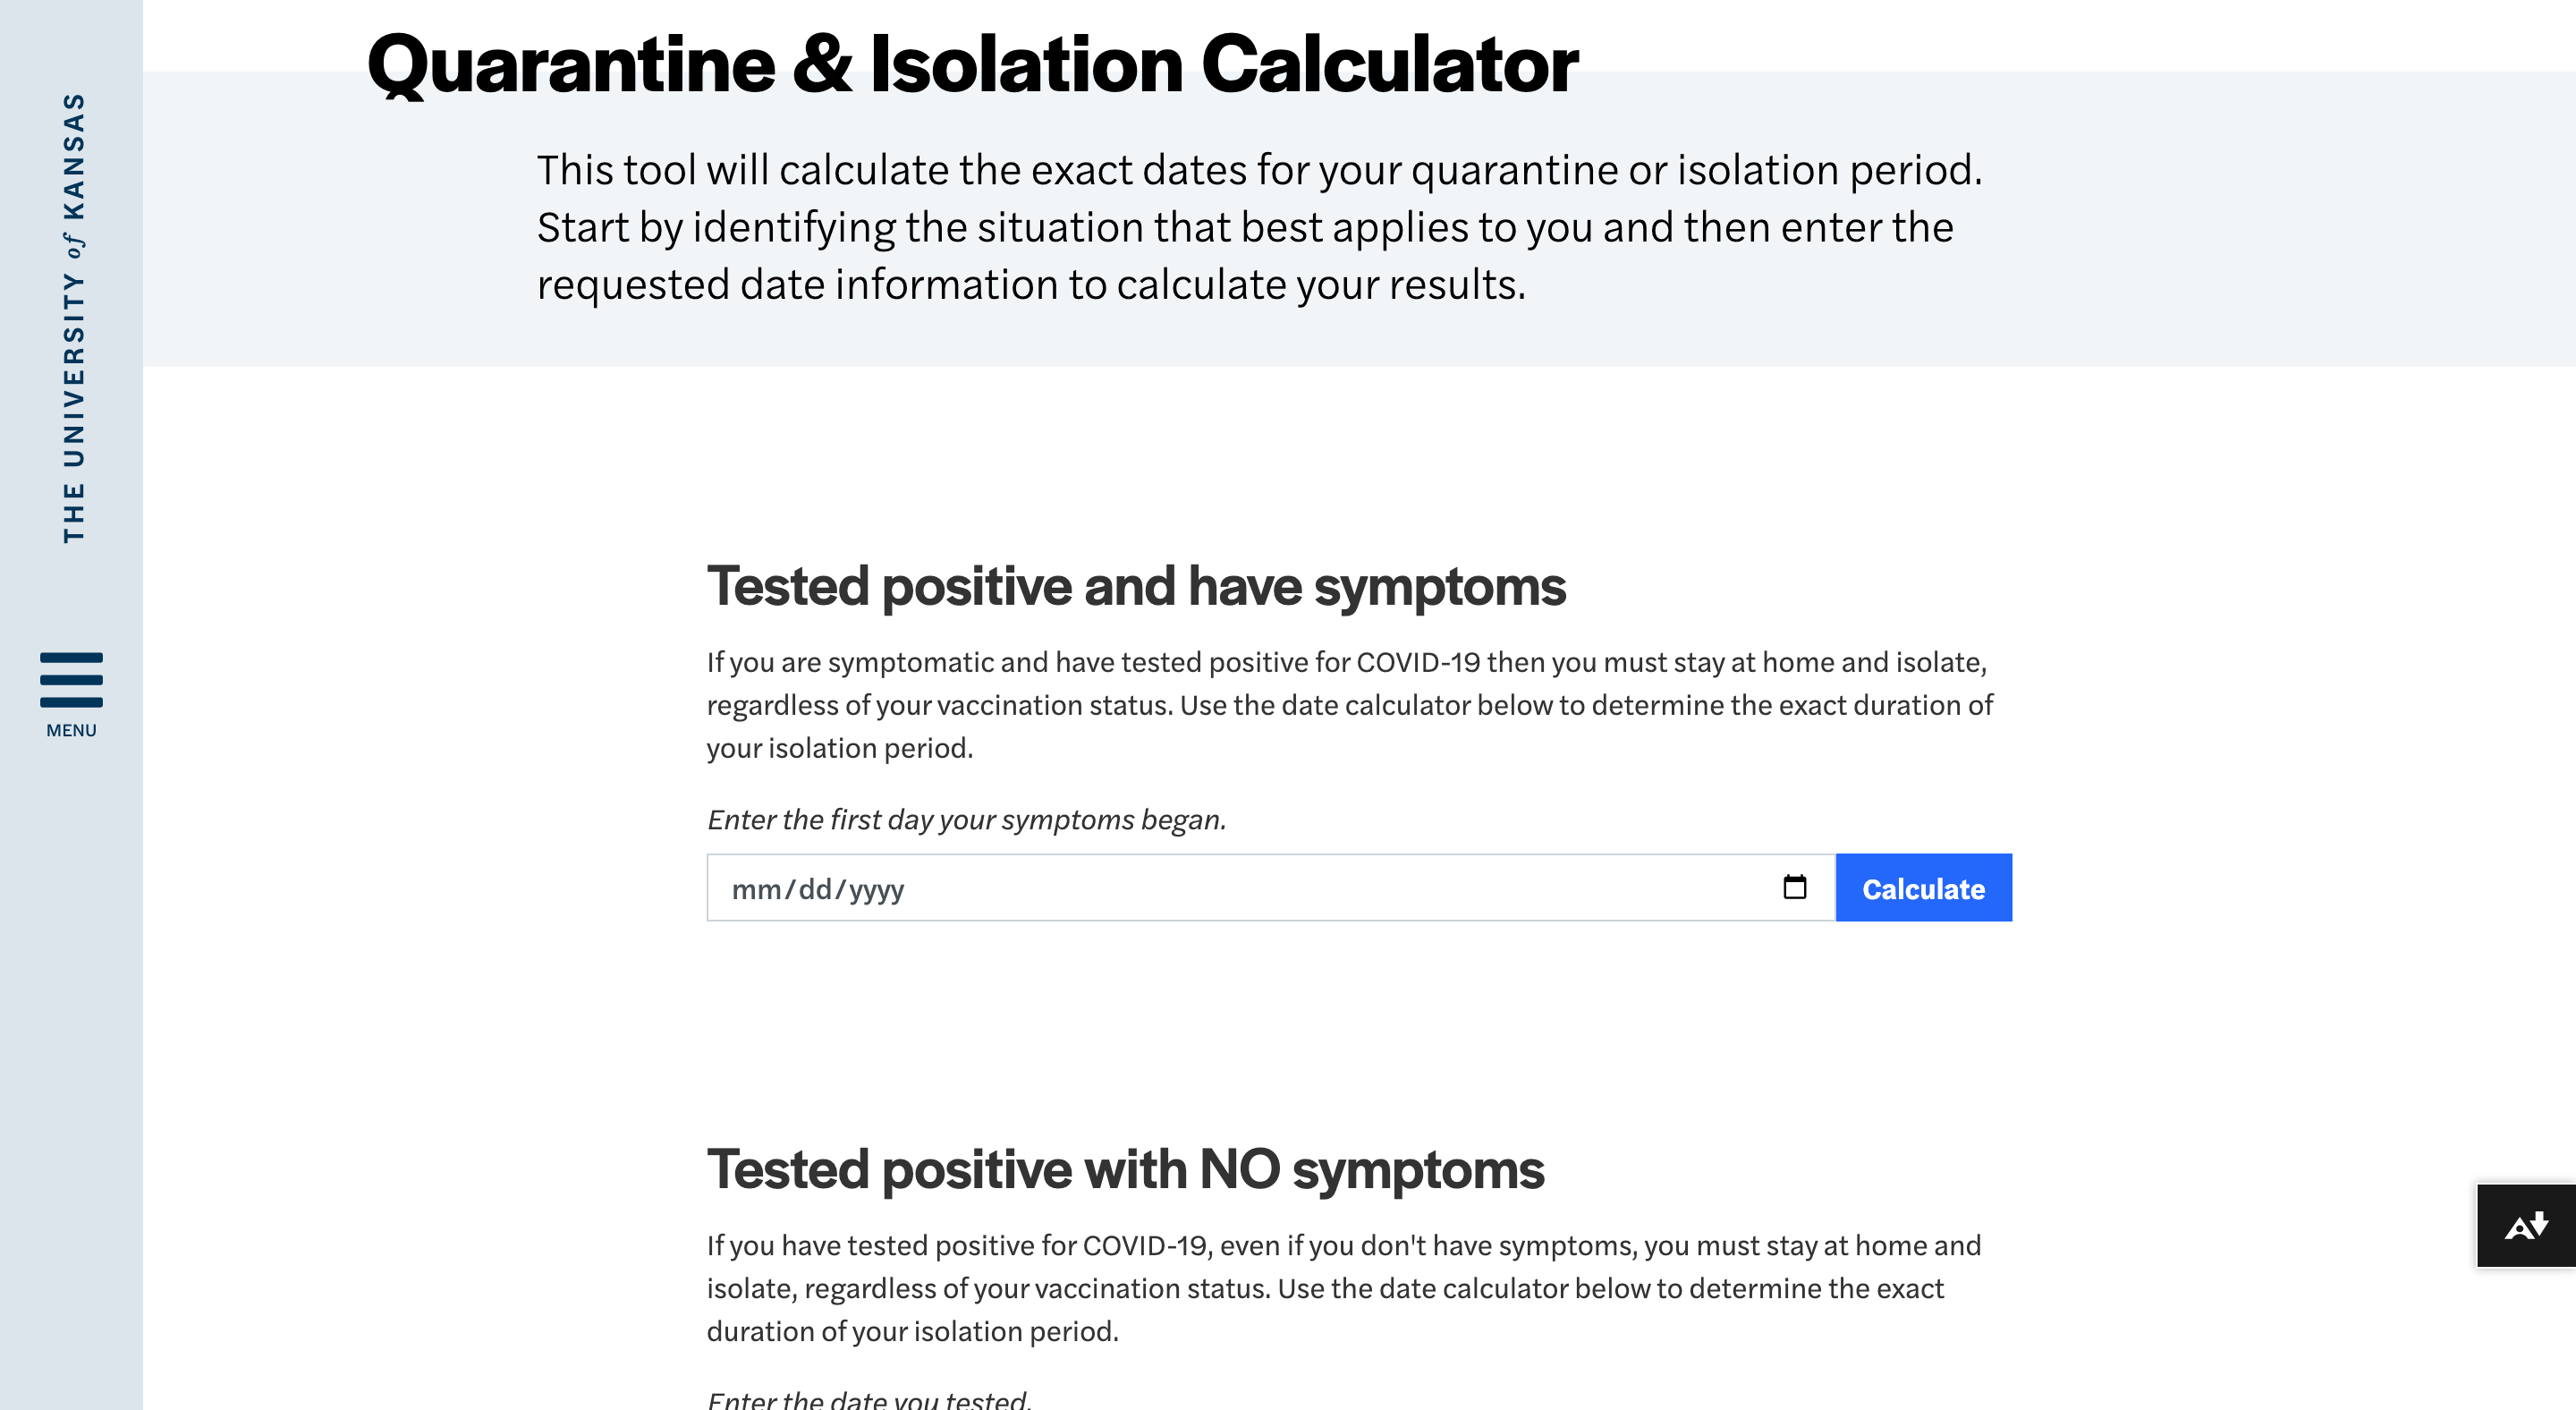 THE UNIVERSITY of KANSAS
MENU
Quarantine & Isolation Calculator
This tool will calculate the exact dates for your quarantine or isolation period.
Start by identifying the situation that best applies to you and then enter the
requested date information to calculate your results.
Tested positive and have symptoms
If you are symptomatic and have tested positive for COVID-19 then you must stay at home and isolate,
regardless of your vaccination status. Use the date calculator below to determine the exact duration of
your isolation period.
Enter the first day your symptoms began.
mm/dd/yyyy
Calculate
Tested positive with NO symptoms
If you have tested positive for COVID-19, even if you don't have symptoms, you must stay at home and
isolate, regardless of your vaccination status. Use the date calculator below to determine the exact
duration of your isolation period.
Enter the date you tested.